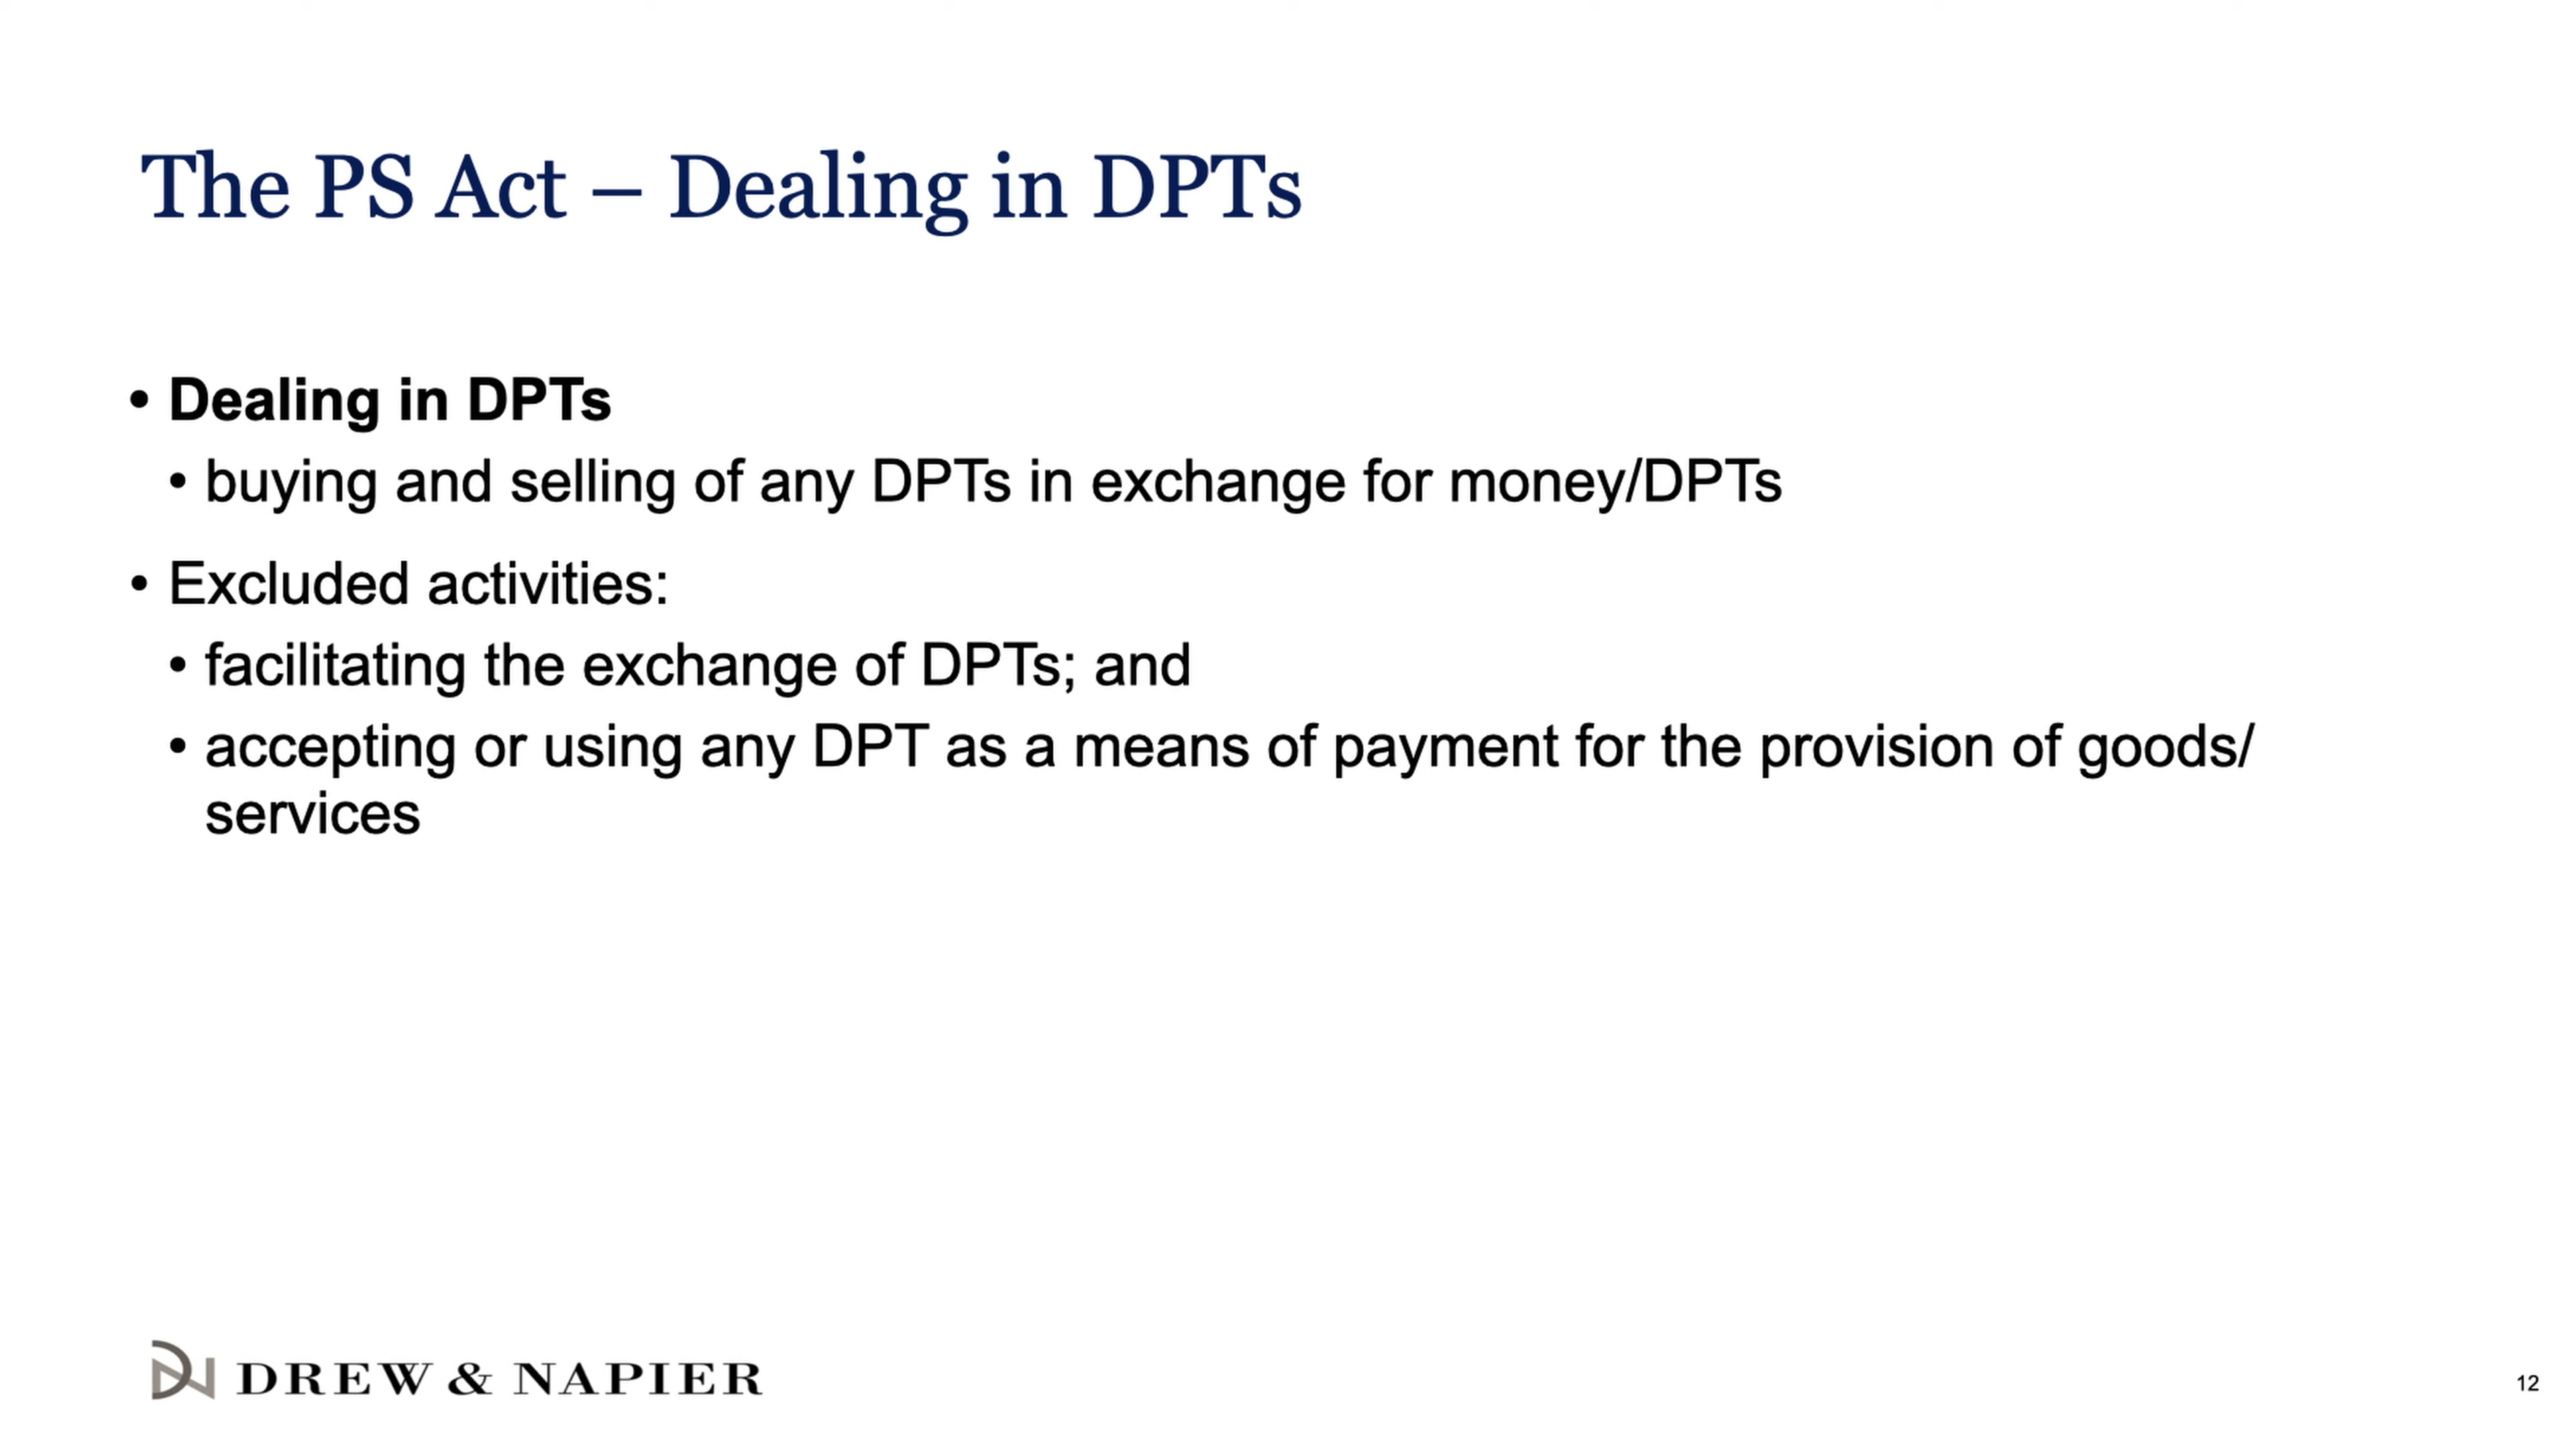 The PS Act – Dealing in DPTs
• Dealing in DPTs
• buying and selling of any DPTs in exchange for money/DPTs
• Excluded activities:
• facilitating the exchange of DPTs; and
• accepting or using any DPT as a means of payment for the provision of goods/
services
DREW & NAPIER
12